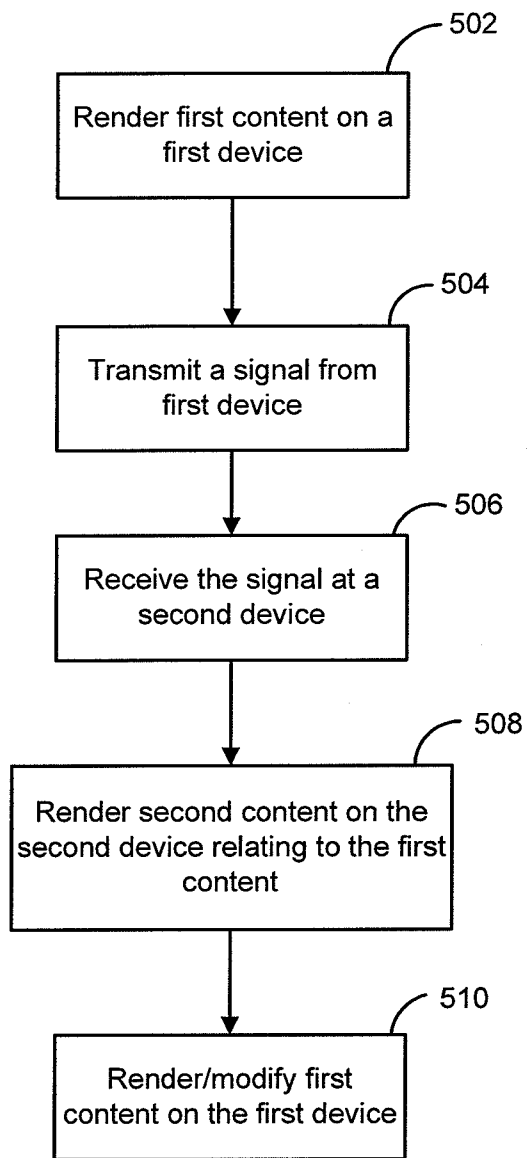 502
Render first content on a
first device
504
Transmit a signal from
first device
506
Receive the signal at a
second device
508
Render second content on the
second device relating to the first
content
510
Render/modify first
content on the first device